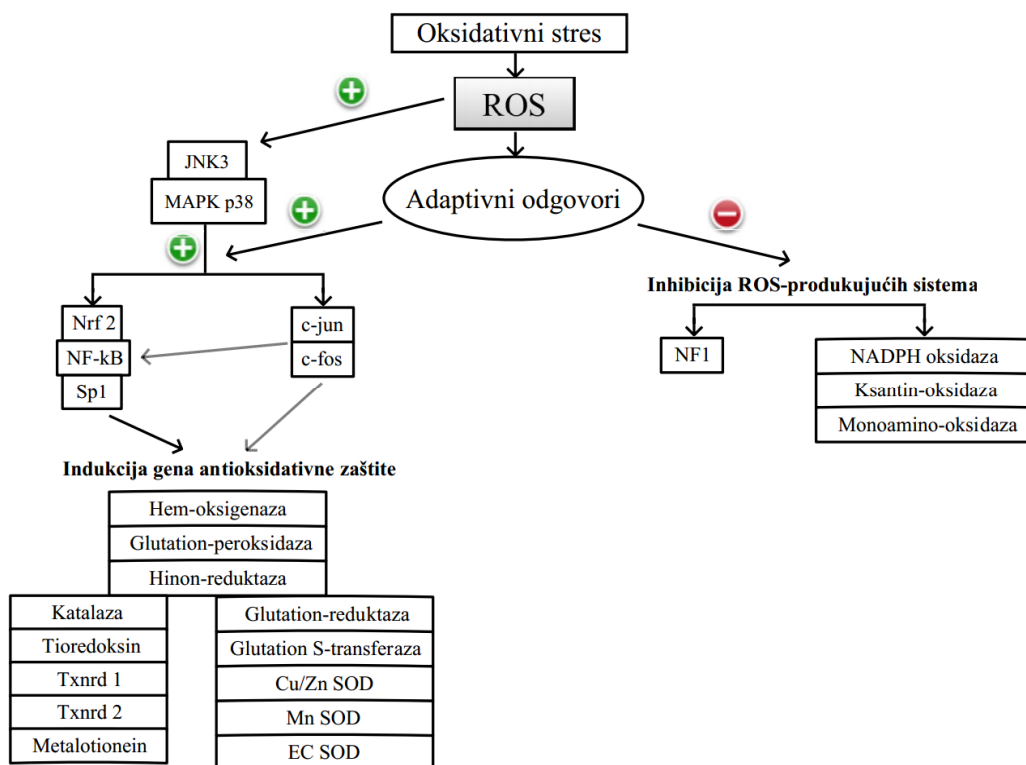 Oksidativni stres
ROS
JNK3
MAPK p38
Adaptivni odgovori
Inhibicija ROS-produkujućih sistema
Nrf 2
NF-kB
Sp1
c-jun
c-fos
NF1
NADPH oksidaza
Ksantin-oksidaza
Monoamino-oksidaza
Indukcija gena antioksidativne zaštite
Hem-oksigenaza
Glutation-peroksidaza
Hinon-reduktaza
Katalaza
Tioredoksin
Txnrd 1
Txnrd 2
Metalotionein
Glutation-reduktaza
Glutation S-transferaza
Cu/Zn SOD
Mn SOD
EC SOD